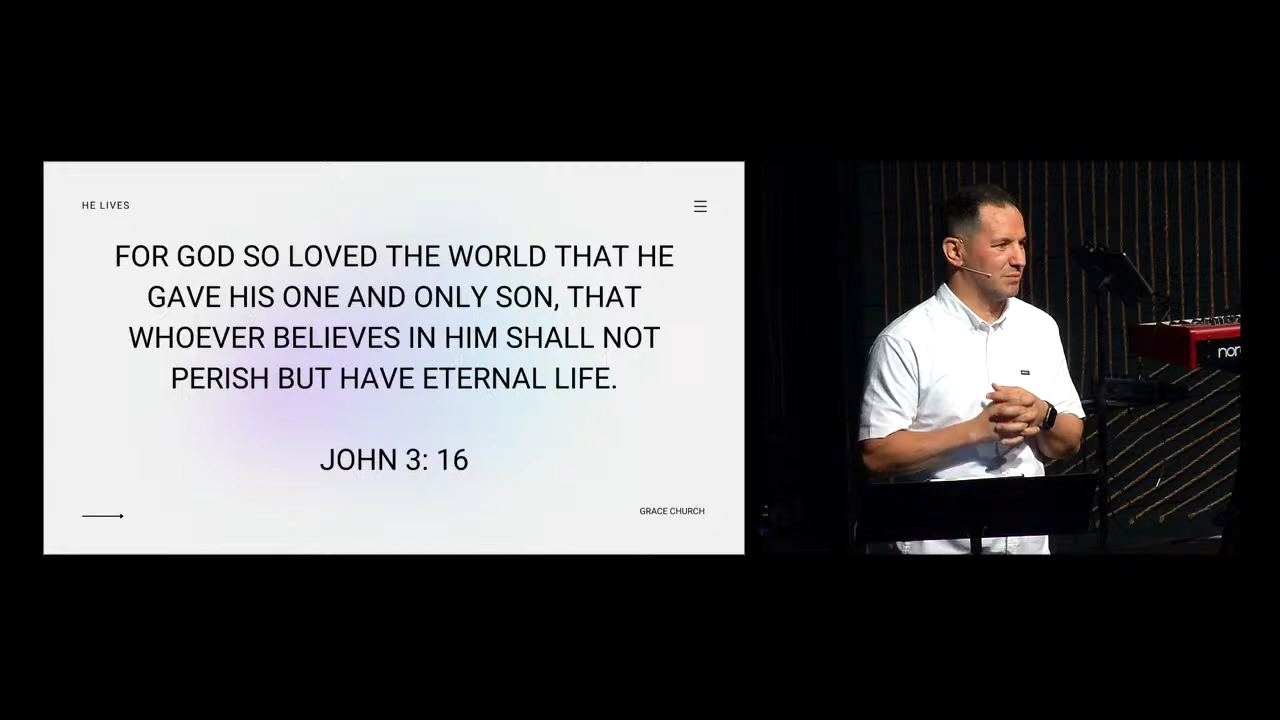 HE LIVES
FOR GOD SO LOVED THE WORLD THAT HE
GAVE HIS ONE AND ONLY SON, THAT
WHOEVER BELIEVES IN HIM SHALL NOT
PERISH BUT HAVE ETERNAL LIFE.
JOHN 3: 16
GRACE CHURCH
nor